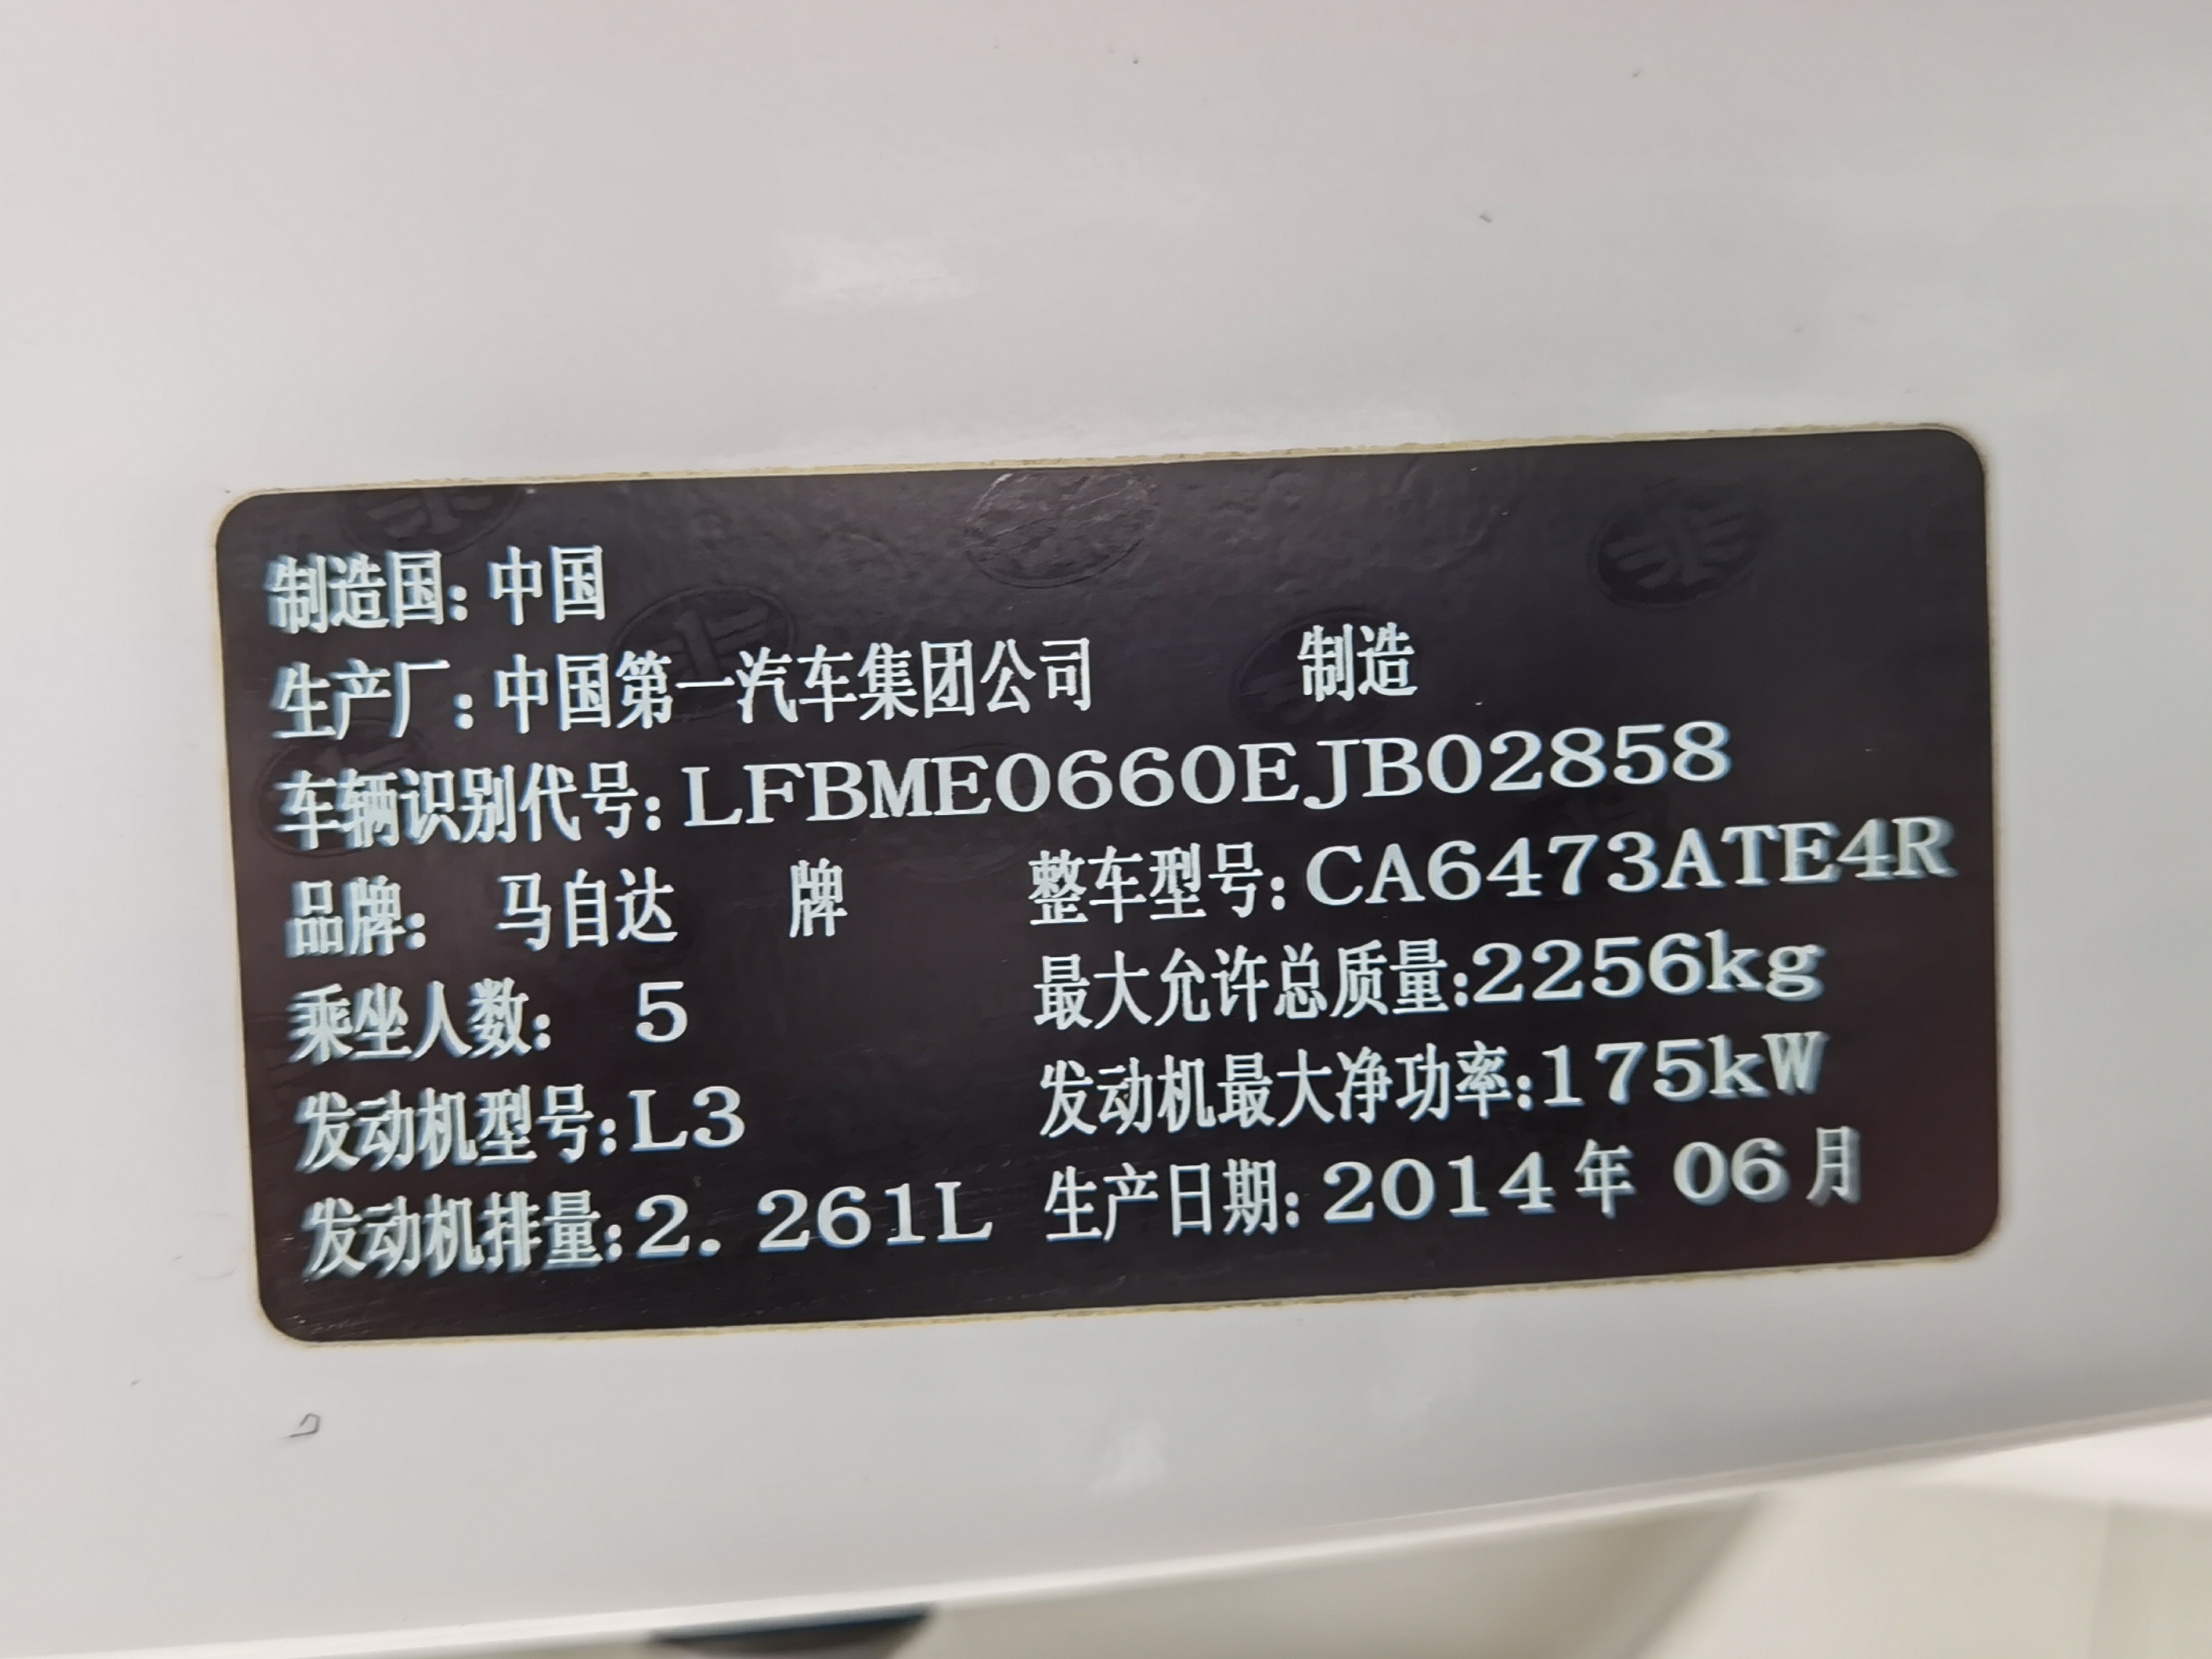 制造国：中国
生产厂：中国第一汽车集团公司 制造
车辆识别代号：LFBME0660EJB02858
品牌： 马自达 牌 整车型号：CA6473ATE4R
乘坐人数： 5 最大允许总质量：2256kg
发动机型号：L3 发动机最大净功率：175kW
发动机排量：2. 261L 生产日期：2014年 06月